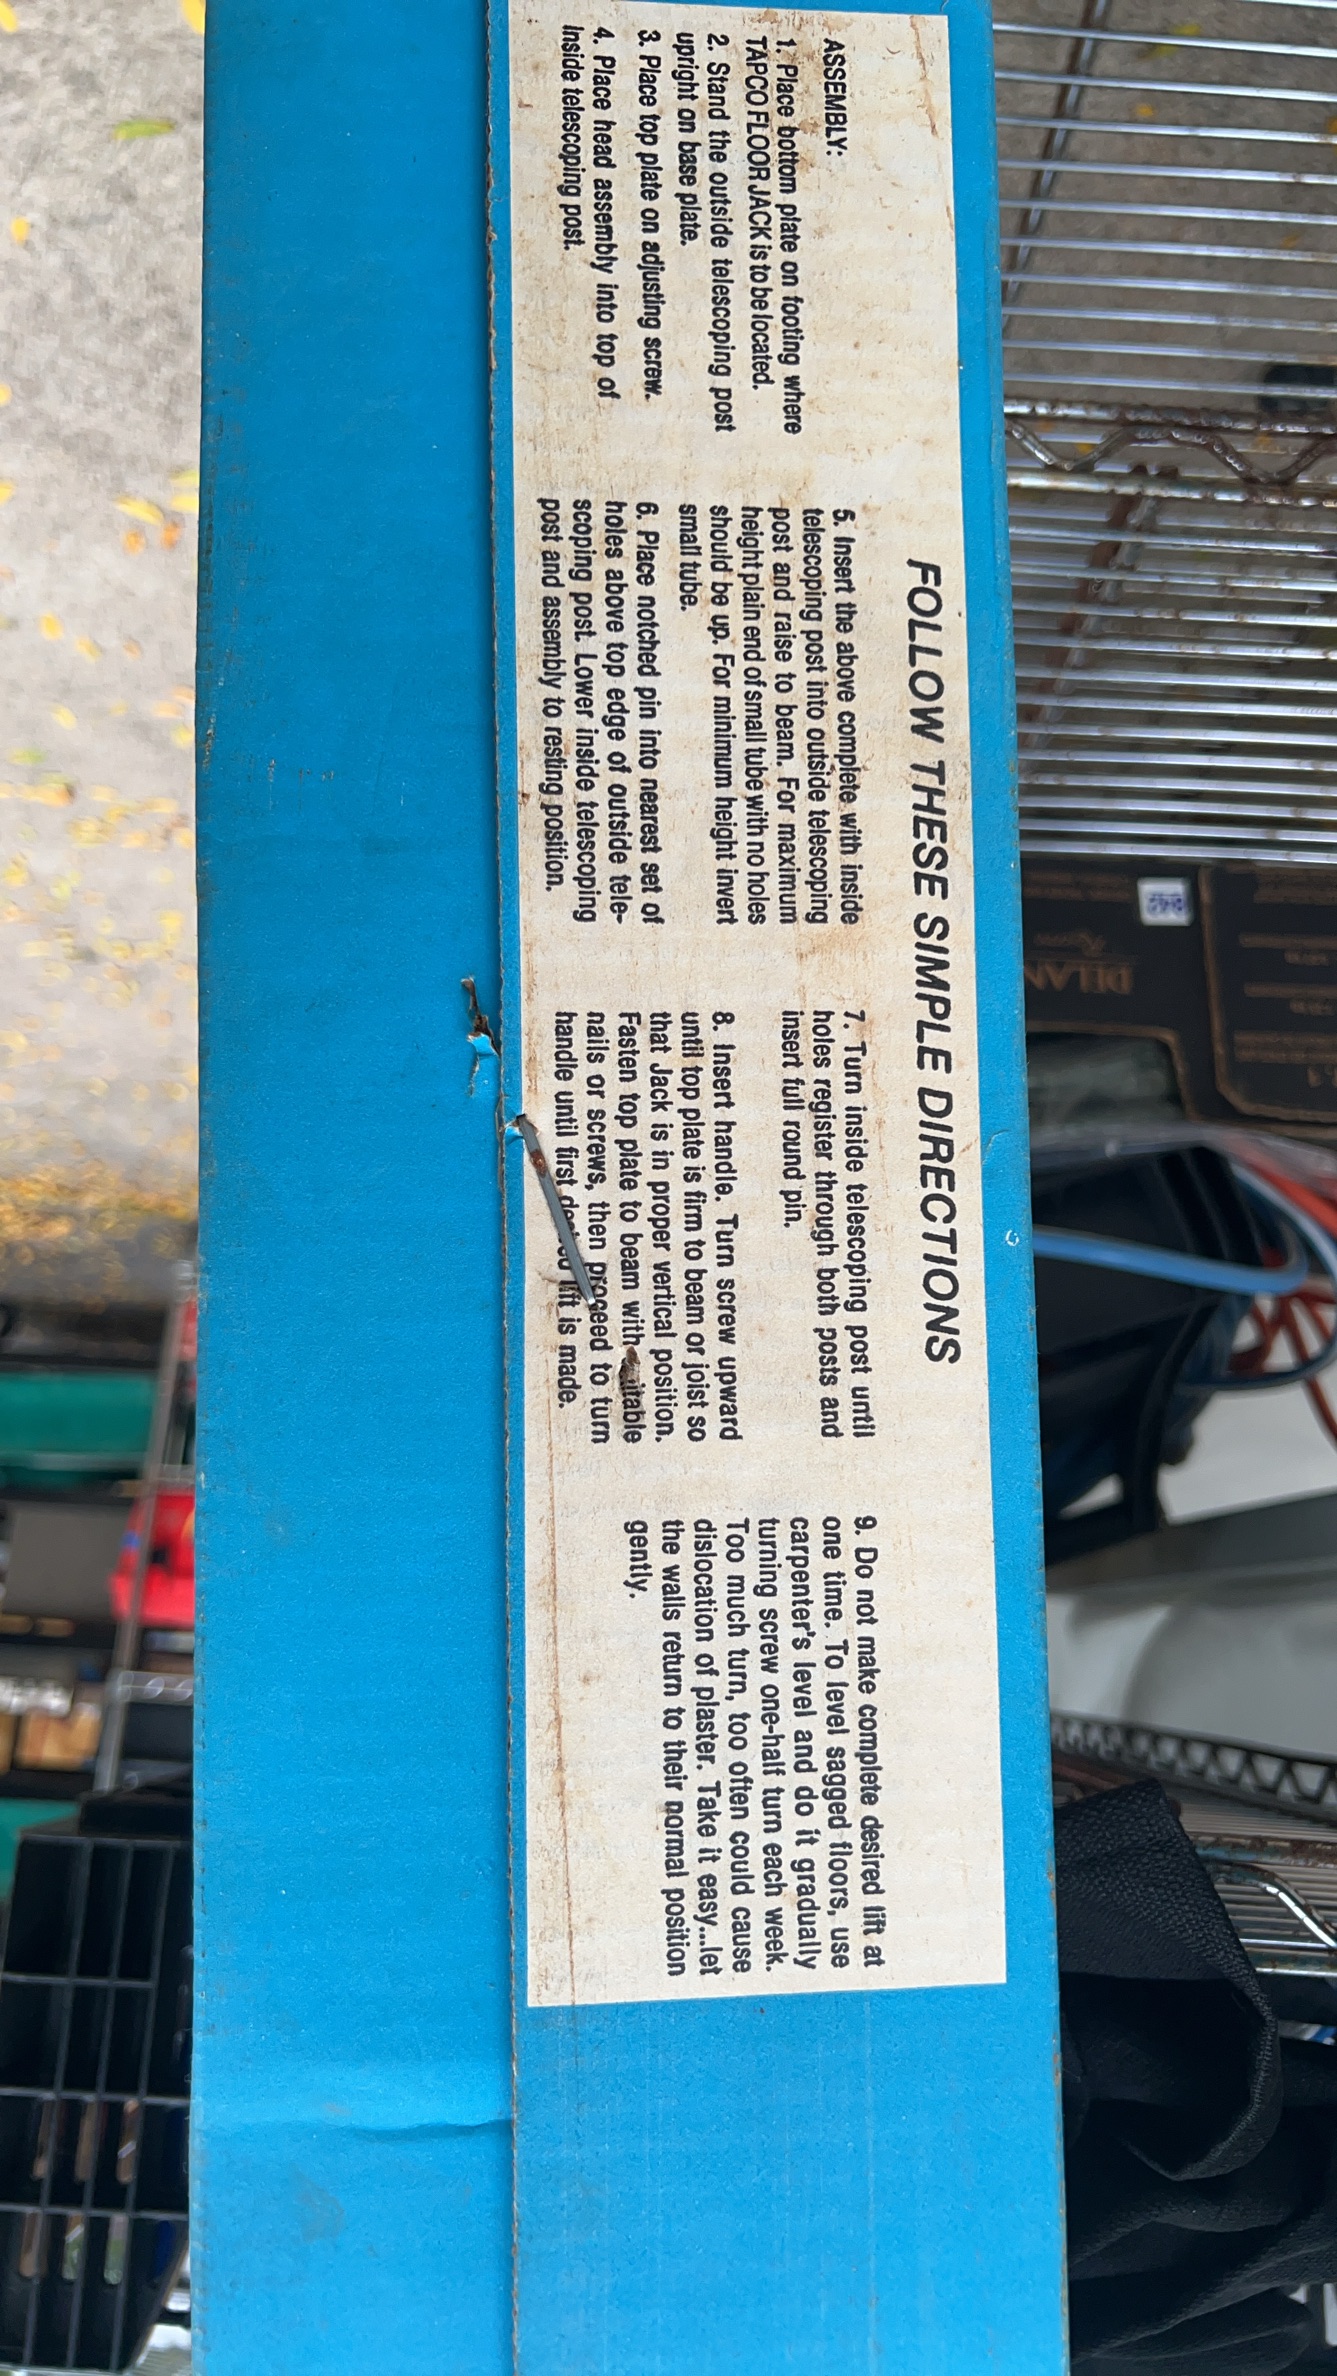 FOLLOW THESE SIMPLE DIRECTIONS
ASSEMBLY:
1. Place bottom plate on footing where
TAPCO FLOOR JACK is to be located.
2. Stand the outside telescoping post
upright on base plate.
3. Place top plate on adjusting screw.
4. Place head assembly into top of
inside telescoping post.
5. Insert the above complete with inside
telescoping post into outside telescoping
post and raise to beam. For maximum
height plain end of small tube with no holes
should be up. For minimum height invert
small tube.
6. Place notched pin into nearest set of
holes above top edge of outside tele-
scoping post. Lower inside telescoping
post and assembly to resting position.
7. Turn inside telescoping post until
holes register through both posts and
insert full round pin.
8. Insert handle. Turn screw upward
until top plate is firm to beam or joist so
that Jack is in proper vertical position.
Fasten top plate to beam with
nails or screws, then proceed to turn
handle until first lift is made.
9. Do not make complete desired lift at
one time. To level sagged floors, use
carpenter's level and do it gradually
turning screw one-half turn each week.
Too much turn, too often could cause
dislocation of plaster. Take it easy...let
the walls return to their normal position
gently.
DELAN